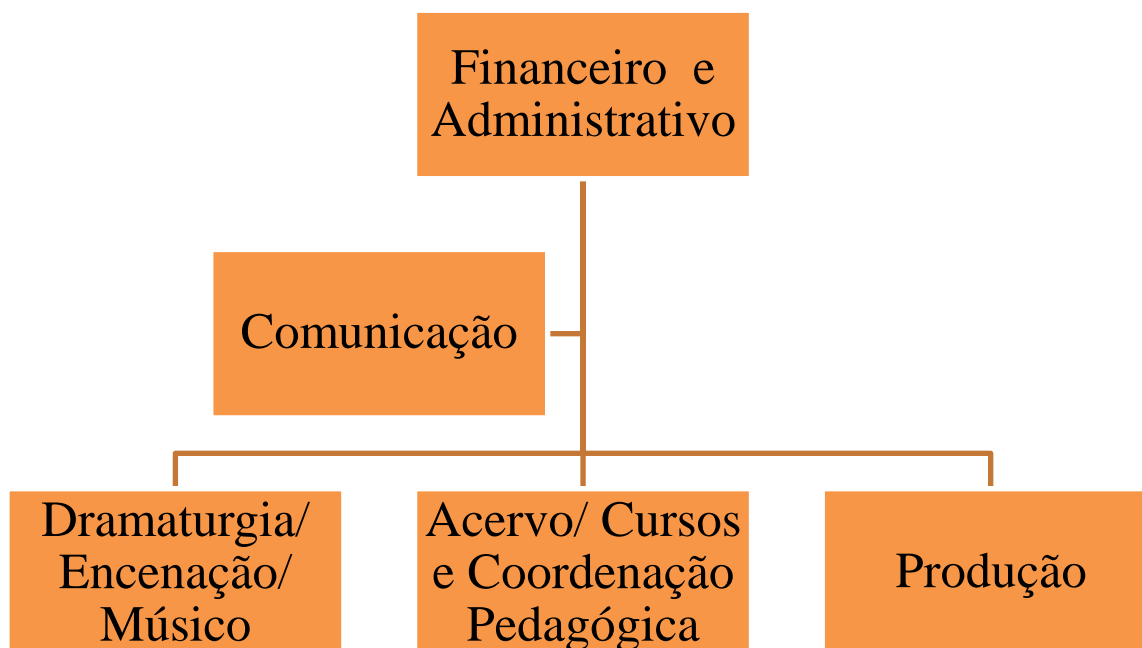 Financeiro e
Administrativo
Comunicação
Dramaturgia/
Encenação/
Músico
Acervo/ Cursos
e Coordenação
Pedagógica
Produção